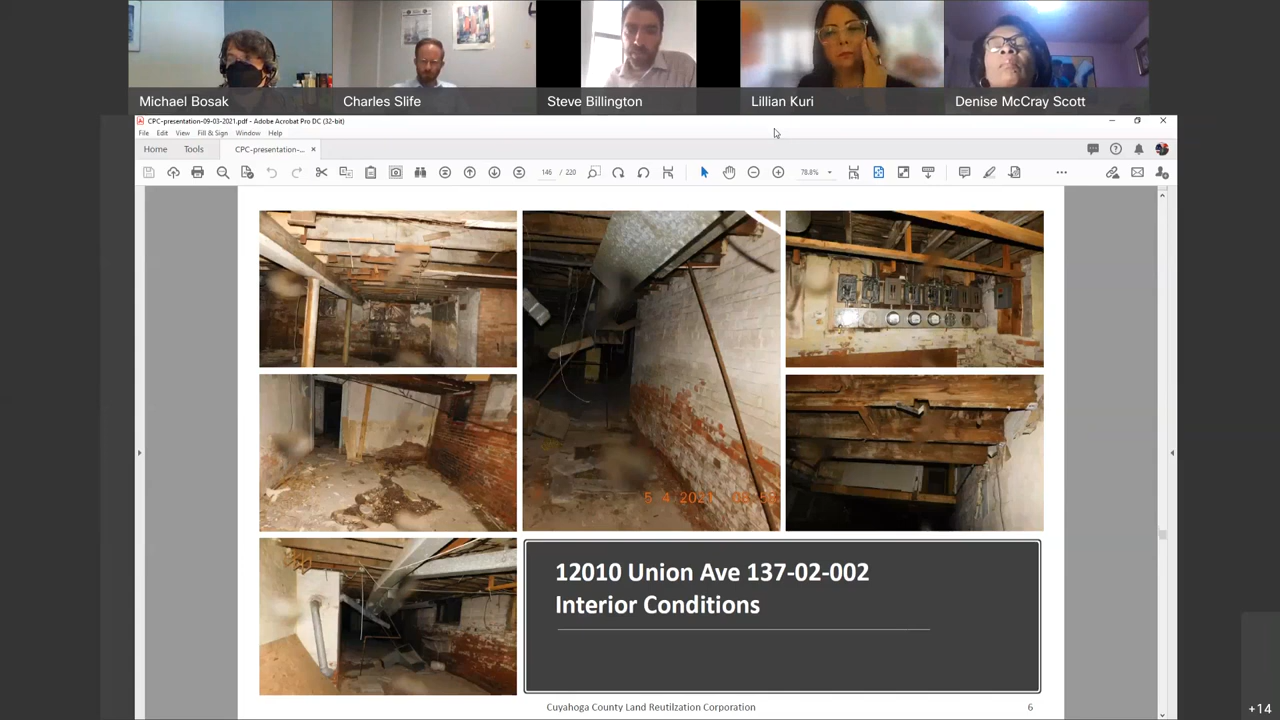 Michael Bosak
Charles Slife
Steve Billington
Lillian Kuri
Denise McCray Scott
CPC-presentation-09-03-2021.pdf - Adobe Acrobat Pro DC (32-bit)
File Edit View Fill & Sign Window Help
Home Tools CPC-presentation-...
146 / 220
78.8%
5 4 2021
12010 Union Ave 137-02-002
Interior Conditions
Cuyahoga County Land Reutilzation Corporation
6
+14